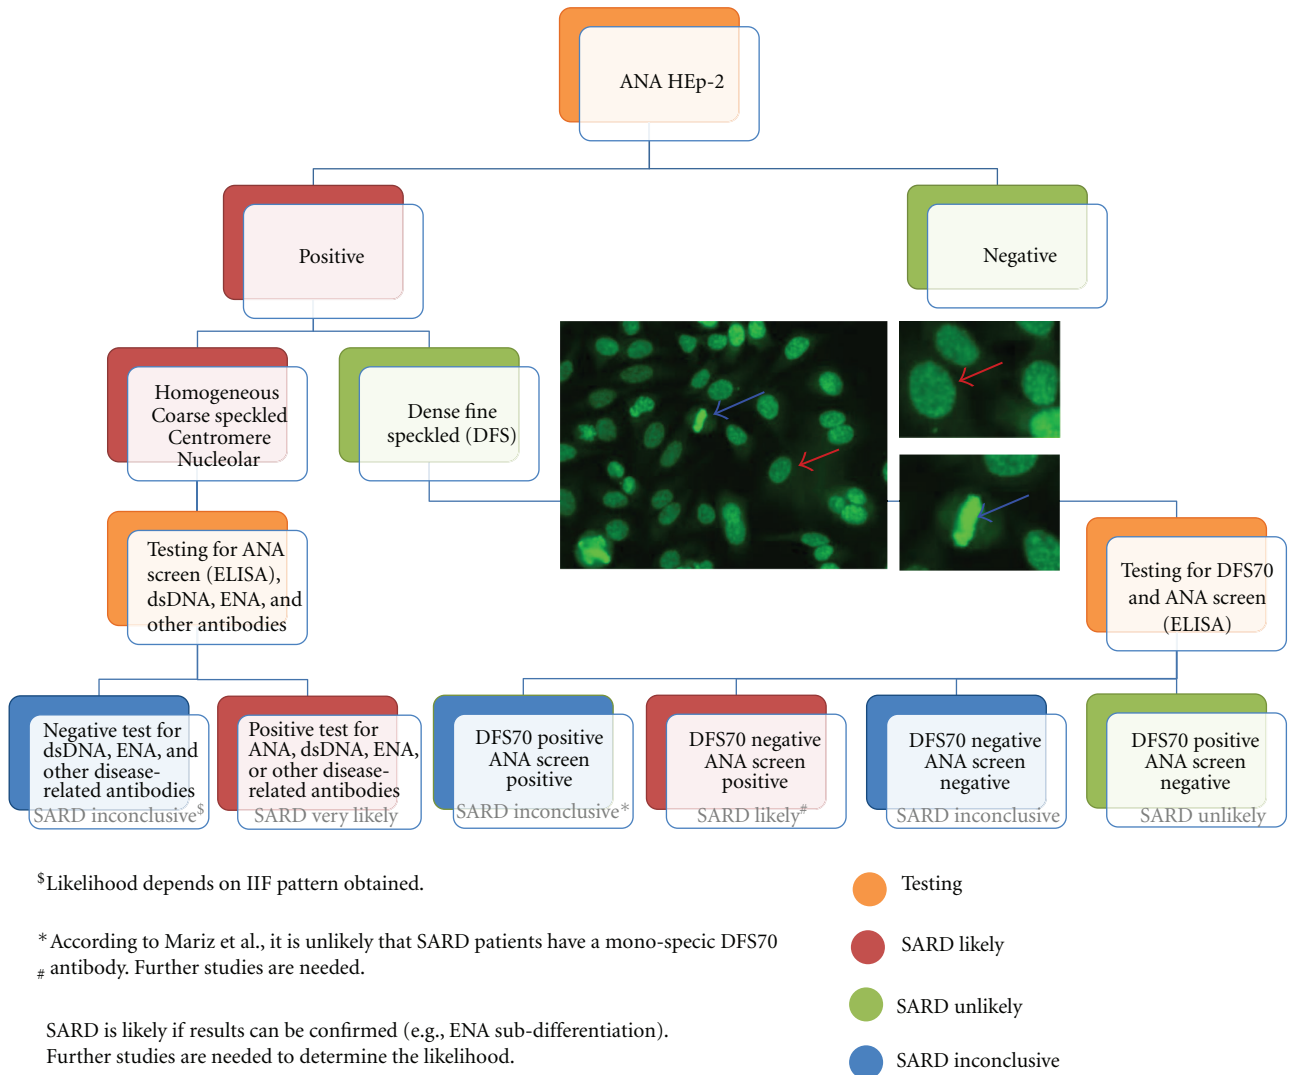 ANA HEp-2
Positive
Negative
Homogeneous
Coarse speckled
Centromere
Nucleolar
Dense fine
speckled (DFS)
Testing for ANA
screen (ELISA),
dsDNA, ENA, and
other antibodies
Testing for DFS70
and ANA screen
(ELISA)
Negative test for
dsDNA, ENA, and
other disease-
related antibodies
SARD inconclusive$
Positive test for
ANA, dsDNA, ENA,
or other disease-
related antibodies
SARD very likely
DFS70 positive
ANA screen
positive
SARD inconclusive*
DFS70 negative
ANA screen
positive
SARD likely#
DFS70 negative
ANA screen
negative
SARD inconclusive
DFS70 positive
ANA screen
negative
SARD unlikely
$Likelihood depends on IIF pattern obtained.
*According to Mariz et al., it is unlikely that SARD patients have a mono-specic DFS70
# antibody. Further studies are needed.
SARD is likely if results can be confirmed (e.g., ENA sub-differentiation).
Further studies are needed to determine the likelihood.
Testing
SARD likely
SARD unlikely
SARD inconclusive